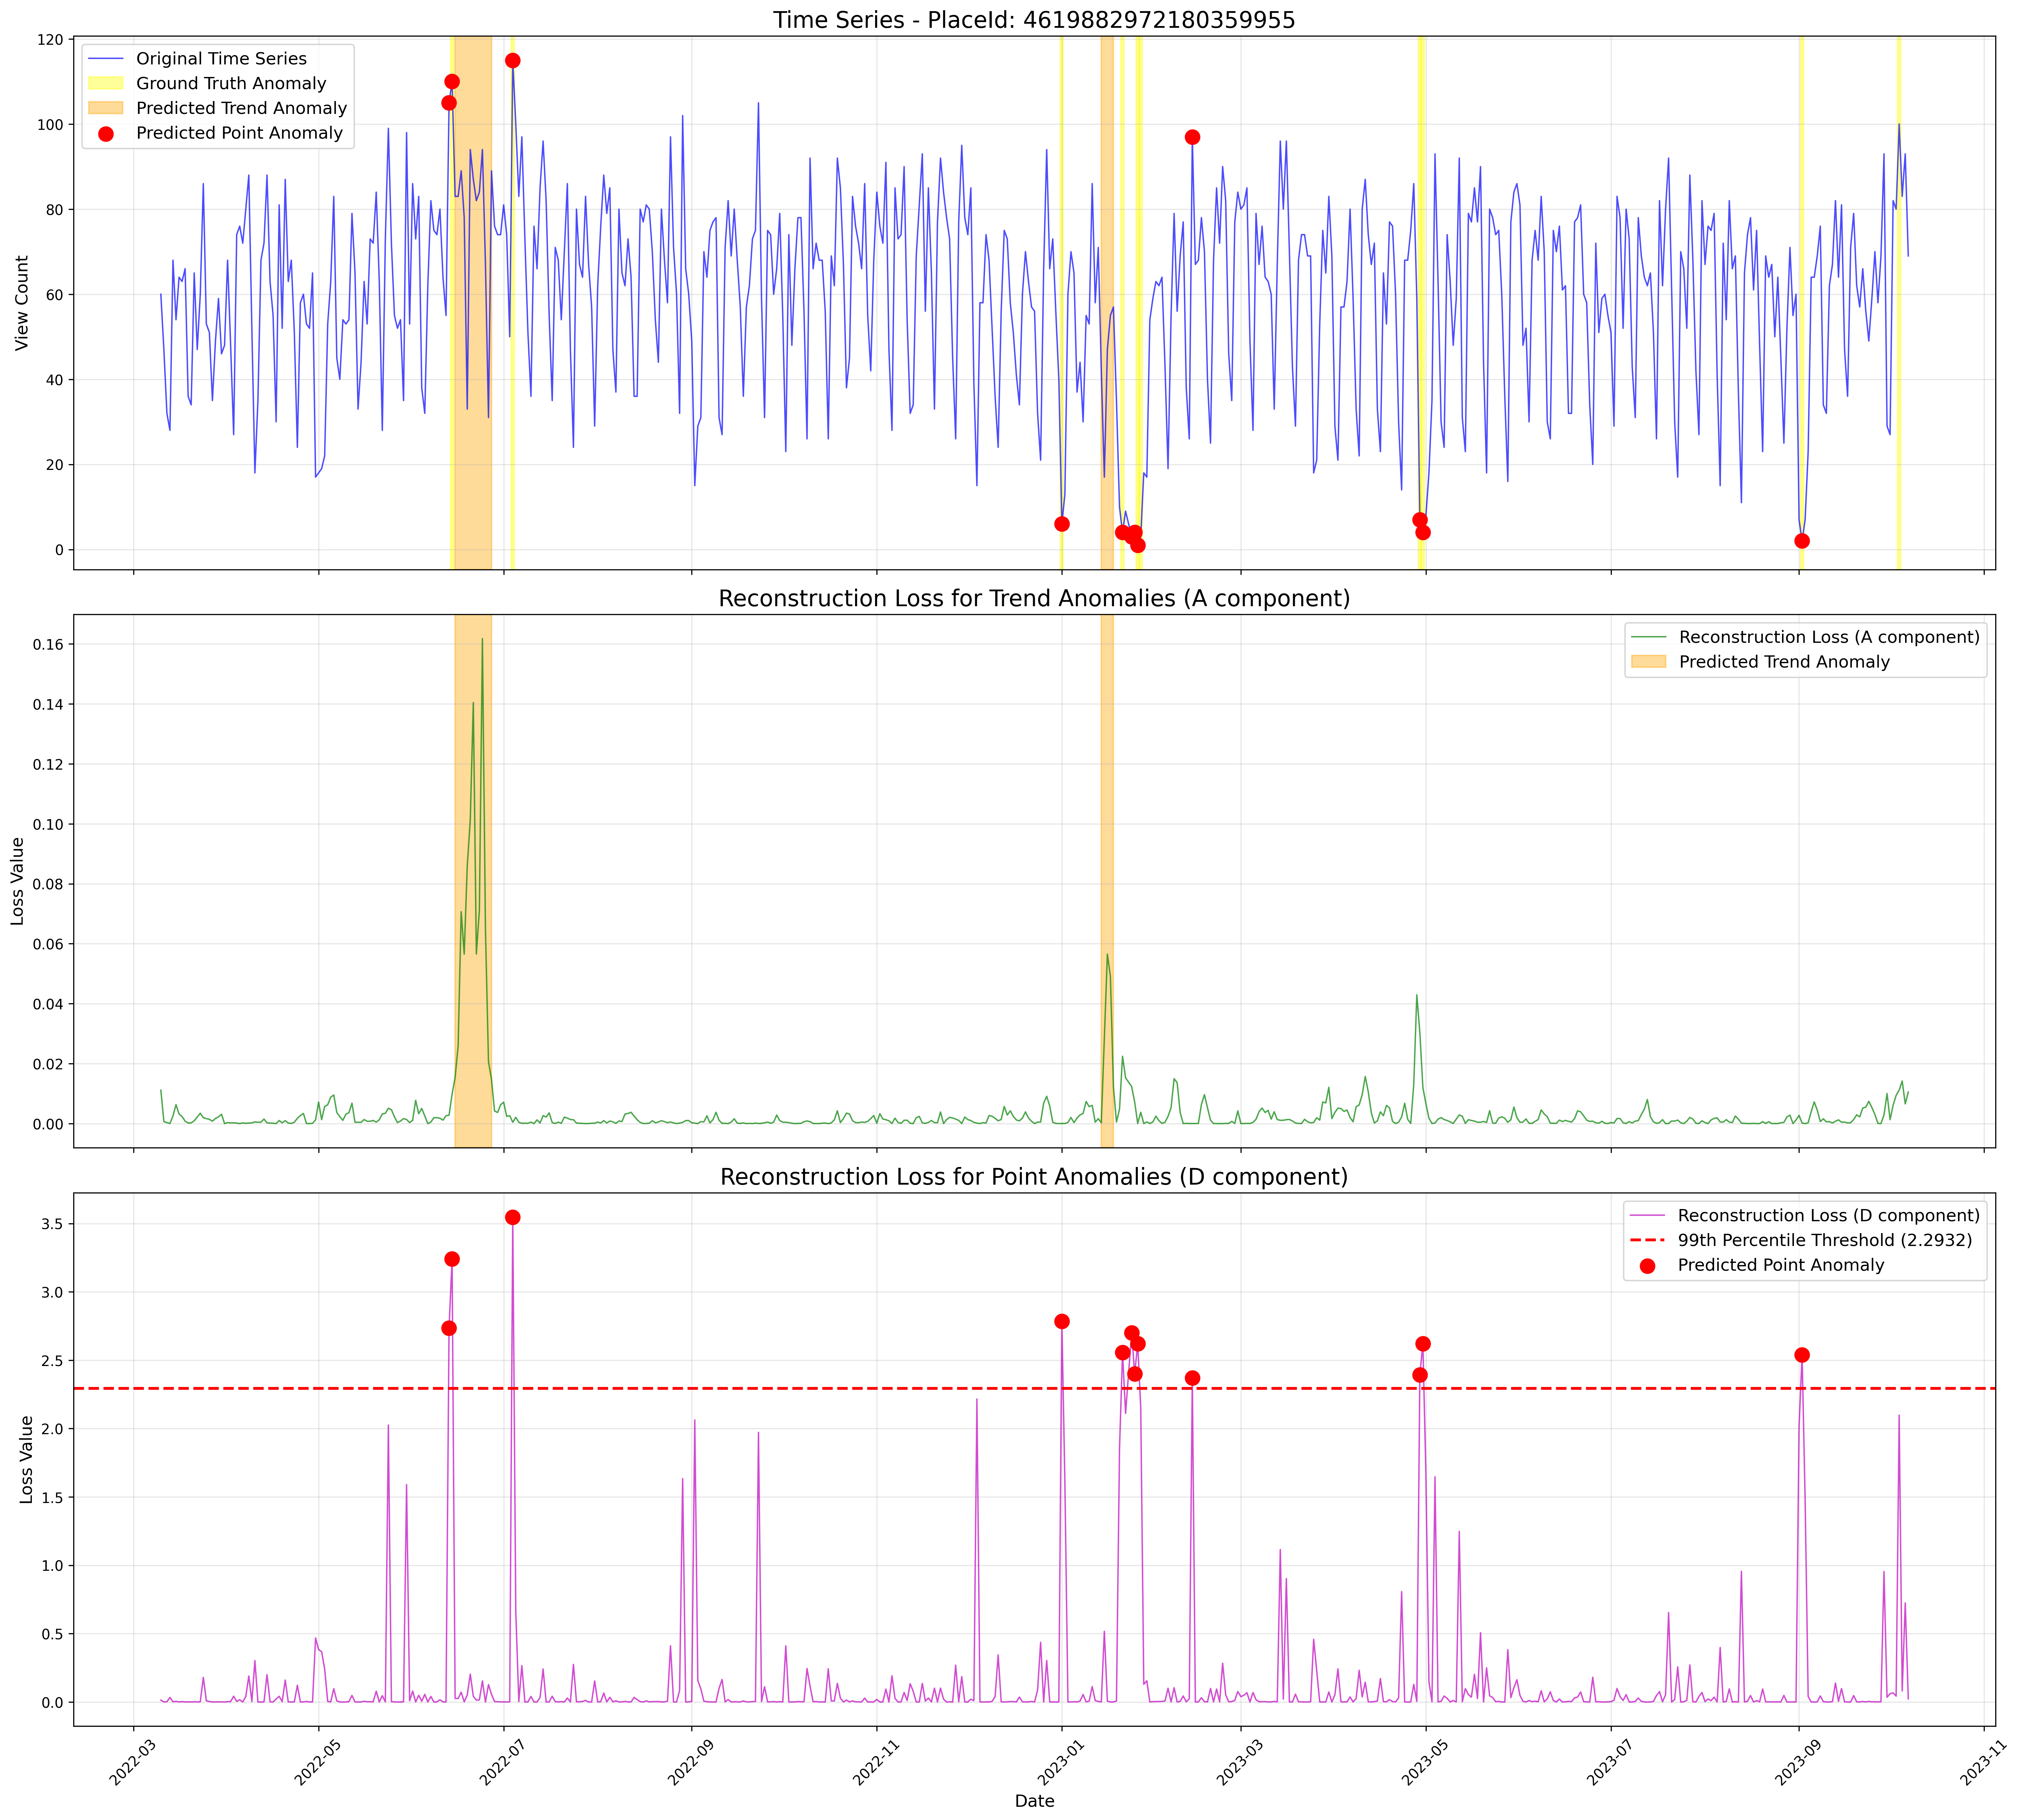 Time Series - PlaceId: 4619882972180359955
120
100
80
60
40
20
0
View Count
Original Time Series
Ground Truth Anomaly
Predicted Trend Anomaly
Predicted Point Anomaly
Reconstruction Loss for Trend Anomalies (A component)
0.16
0.14
0.12
0.10
0.08
0.06
0.04
0.02
0.00
Loss Value
Reconstruction Loss (A component)
Predicted Trend Anomaly
Reconstruction Loss for Point Anomalies (D component)
3.5
3.0
2.5
2.0
1.5
1.0
0.5
0.0
Loss Value
Reconstruction Loss (D component)
99th Percentile Threshold (2.2932)
Predicted Point Anomaly
2022-03
2022-05
2022-07
2022-09
2022-11
2023-01
2023-03
2023-05
2023-07
2023-09
2023-11
Date